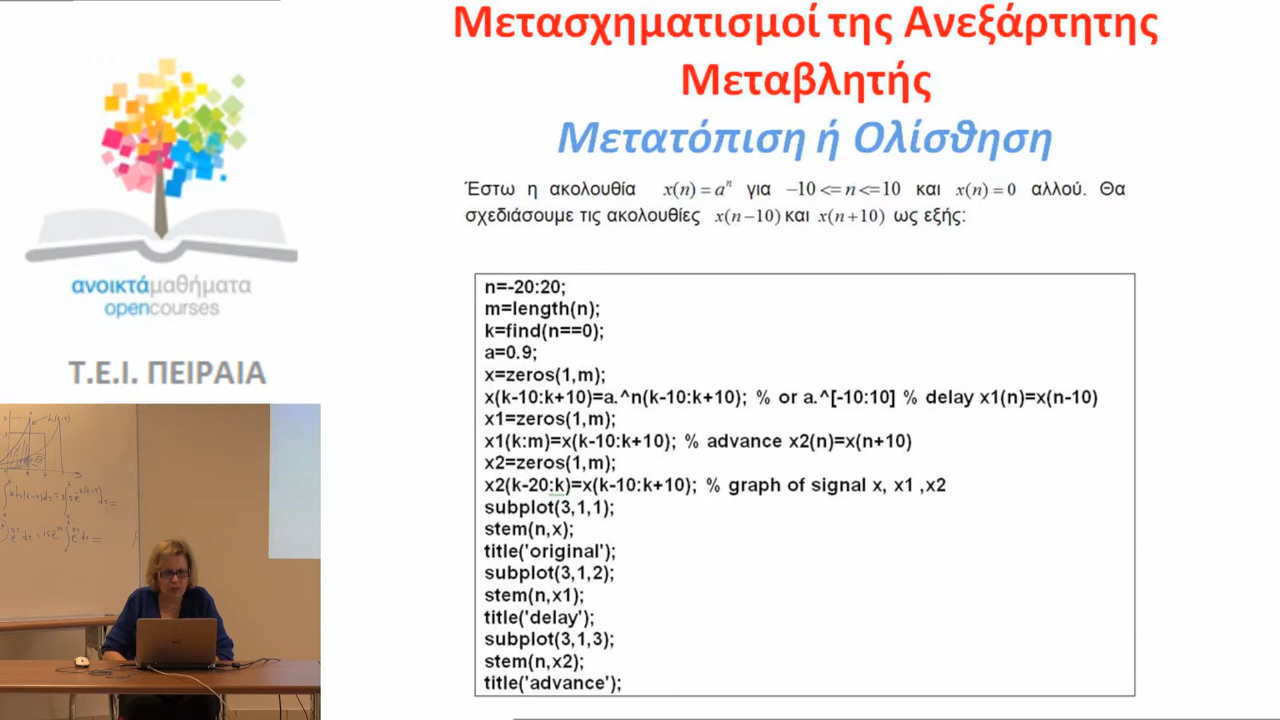 Μετασχηματισμοί της Ανεξάρτητης
Μεταβλητής
Μετατόπιση ή Ολίσθηση
Έστω η ακολουθία x(n) = aⁿ για −10 <= n <= 10 και x(n) = 0 αλλού. Θα
σχεδιάσουμε τις ακολουθίες x(n−10) και x(n+10) ως εξής:
n=-20:20;
m=length(n);
k=find(n==0);
a=0.9;
x=zeros(1,m);
x(k-10:k+10)=a.^n(k-10:k+10); % or a.^[-10:10] % delay x1(n)=x(n-10)
x1=zeros(1,m);
x1(k:m)=x(k-10:k+10); % advance x2(n)=x(n+10)
x2=zeros(1,m);
x2(k-20:k)=x(k-10:k+10); % graph of signal x, x1 ,x2
subplot(3,1,1);
stem(n,x);
title('original');
subplot(3,1,2);
stem(n,x1);
title('delay');
subplot(3,1,3);
stem(n,x2);
title('advance');
ανοικτάμαθήματα
opencourses
Τ.Ε.Ι. ΠΕΙΡΑΙΑ